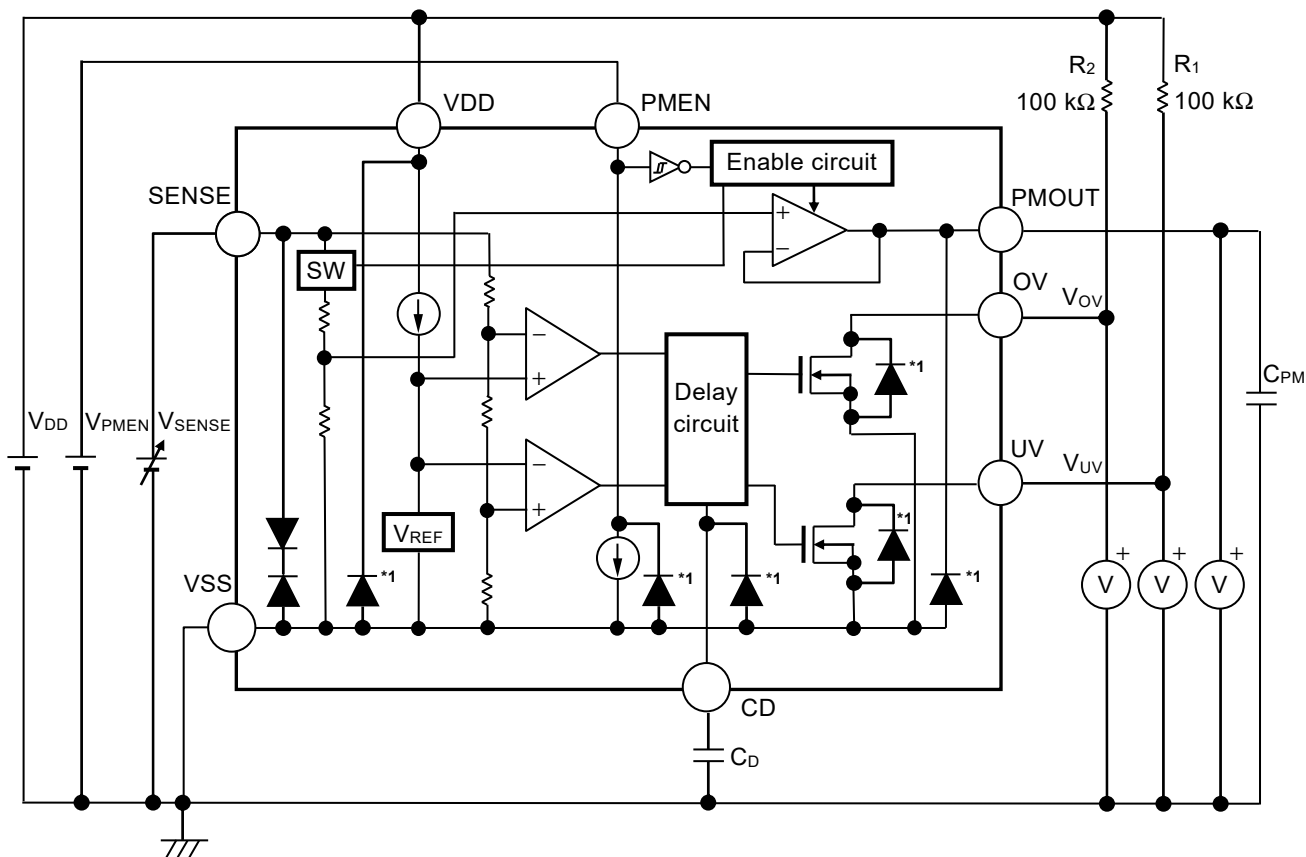 R2
100 kΩ
R1
100 kΩ
VDD
PMEN
Enable circuit
SENSE
PMOUT
+
−
SW
OV
VOV
−
+
*1
Delay
circuit
CPM
VDD
VPMEN
VSENSE
UV
VUV
−
+
*1
VREF
VSS
*1
*1
*1
*1
+
V
+
V
+
V
CD
CD